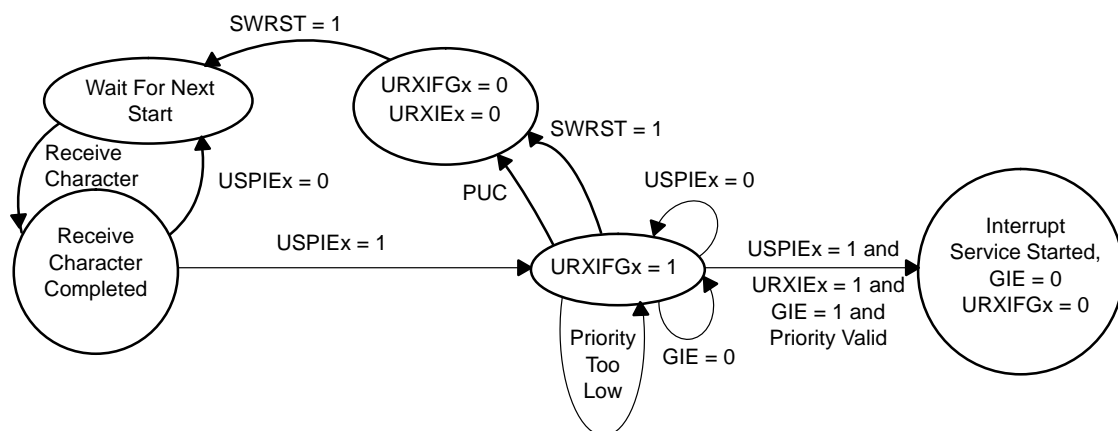 SWRST = 1
Wait For Next
Start
URXIFGx = 0
URXIEx = 0
SWRST = 1
Receive
Character
USPIEx = 0
PUC
USPIEx = 0
Receive
Character
Completed
USPIEx = 1
URXIFGx = 1
USPIEx = 1 and
URXIEx = 1 and
GIE = 1 and
Priority Valid
Interrupt
Service Started,
GIE = 0
URXIFGx = 0
Priority
Too
Low
GIE = 0